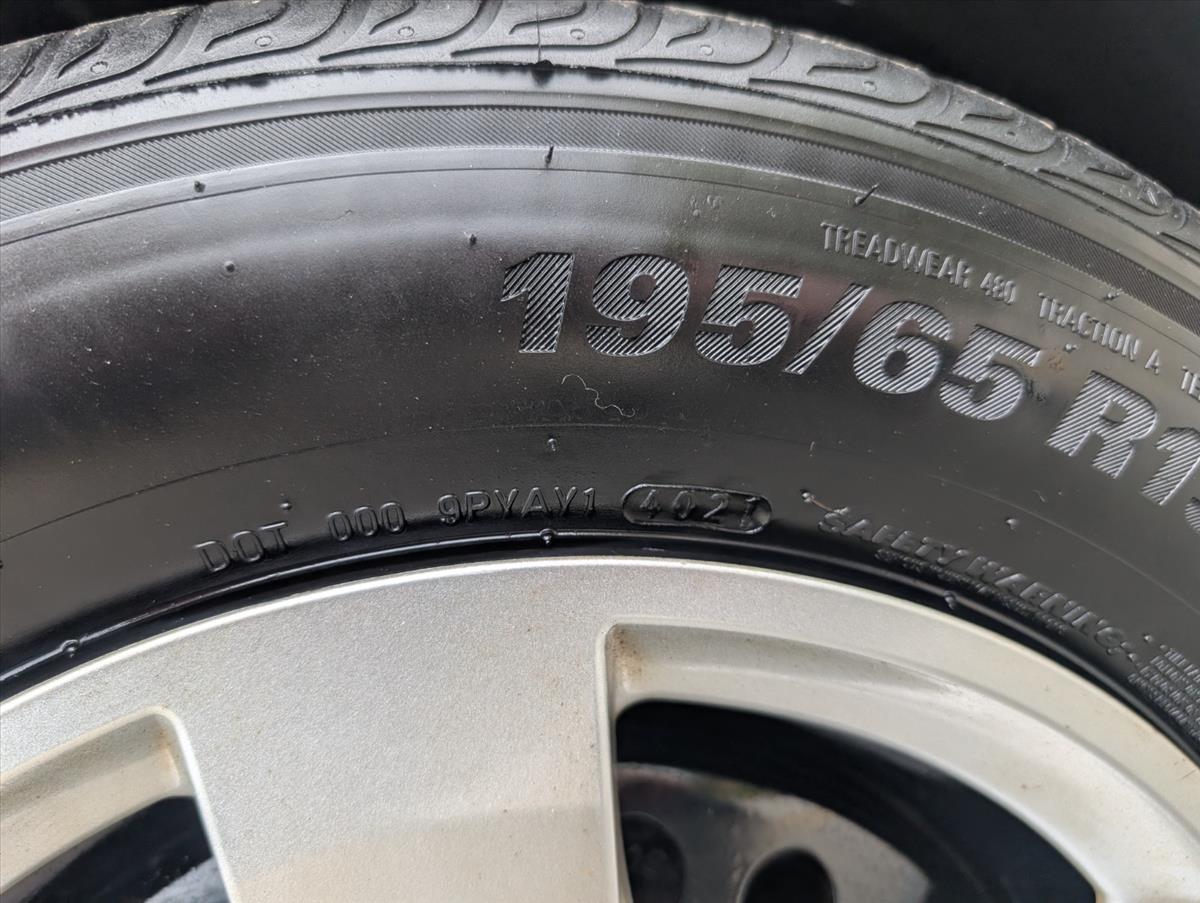 TREADWEAR 480 TRACTION A
195/65 R1
DOT 000 9PYAY1 4021
SAFETY WARNING: